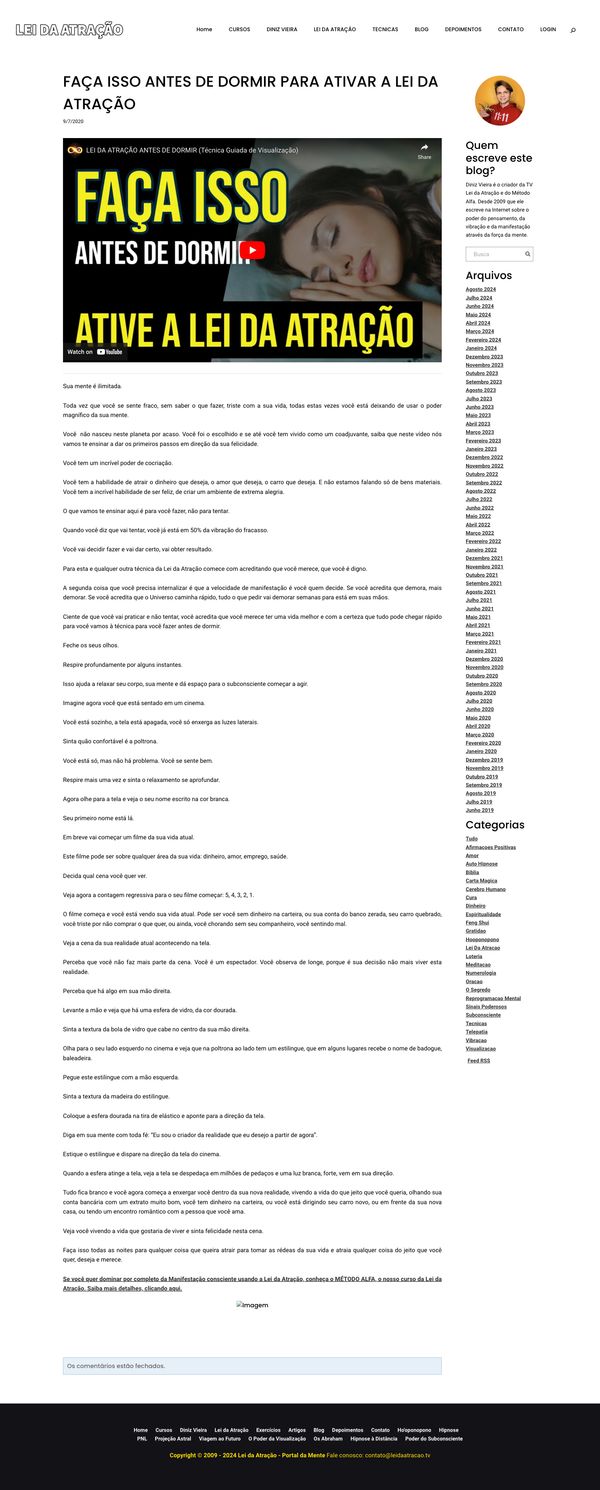 LEI DA ATRAÇÃO
Home CURSOS DINIZ VIEIRA LEI DA ATRAÇÃO TECNICAS BLOG DEPOIMENTOS CONTATO LOGIN
FAÇA ISSO ANTES DE DORMIR PARA ATIVAR A LEI DA
ATRAÇÃO
9/7/2020
LEI DA ATRAÇÃO ANTES DE DORMIR (Técnica Guiada de Visualização)
Share
FAÇA ISSO
ANTES DE DORMIR
ATIVE A LEI DA ATRAÇÃO
Watch on YouTube
Sua mente é ilimitada.
Toda vez que você se sente fraco, sem saber o que fazer, triste com a sua vida, todas estas vezes você está deixando de usar o poder
magnífico da sua mente.
Você não nasceu neste planeta por acaso. Você foi o escolhido e se até você tem vivido como um coadjuvante, saiba que neste vídeo nós
vamos te ensinar a dar os primeiros passos em direção da sua felicidade.
Você tem um incrível poder de cocriação.
Você tem a habilidade de atrair o dinheiro que deseja, o amor que deseja, o carro que deseja. E não estamos falando só de bens materiais.
Você tem a incrível habilidade de ser feliz, de criar um ambiente de extrema alegria.
O que vamos te ensinar aqui é para você fazer, não para tentar.
Quando você diz que vai tentar, você já está em 50% da vibração do fracasso.
Você vai decidir fazer e vai dar certo, vai obter resultado.
Para esta e qualquer outra técnica da Lei da Atração comece com acreditando que você merece, que você é digno.
A segunda coisa que você precisa internalizar é que a velocidade de manifestação é você quem decide. Se você acredita que demora, mais
demorar. Se você acredita que o Universo caminha rápido, tudo o que pedir vai demorar semanas para está em suas mãos.
Ciente de que você vai praticar e não tentar, você acredita que você merece ter uma vida melhor e com a certeza que tudo pode chegar rápido
para você vamos à técnica para você fazer antes de dormir.
Feche os seus olhos.
Respire profundamente por alguns instantes.
Isso ajuda a relaxar seu corpo, sua mente e dá espaço para o subconsciente começar a agir.
Imagine agora você que está sentado em um cinema.
Você está sozinho, a tela está apagada, você só enxerga as luzes laterais.
Sinta quão confortável é a poltrona.
Você está só, mas não há problema. Você se sente bem.
Respire mais uma vez e sinta o relaxamento se aprofundar.
Agora olhe para a tela e veja o seu nome escrito na cor branca.
Seu primeiro nome está lá.
Em breve vai começar um filme da sua vida atual.
Este filme pode ser sobre qualquer área da sua vida: dinheiro, amor, emprego, saúde.
Decida qual cena você quer ver.
Veja agora a contagem regressiva para o seu filme começar: 5, 4, 3, 2, 1.
O filme começa e você está vendo sua vida atual. Pode ser você sem dinheiro na carteira, ou sua conta do banco zerada, seu carro quebrado,
você triste por não comprar o que quer, ou ainda, você chorando sem seu companheiro, você sentindo mal.
Veja a cena da sua realidade atual acontecendo na tela.
Perceba que você não faz mais parte da cena. Você é um espectador. Você observa de longe, porque é sua decisão não mais viver esta
realidade.
Perceba que há algo em sua mão direita.
Levante a mão e veja que há uma esfera de vidro, da cor dourada.
Sinta a textura da bola de vidro que cabe no centro da sua mão direita.
Olha para o seu lado esquerdo no cinema e veja que na poltrona ao lado tem um estilingue, que em alguns lugares recebe o nome de badogue,
baleadeira.
Pegue este estilingue com a mão esquerda.
Sinta a textura da madeira do estilingue.
Coloque a esfera dourada na tira de elástico e aponte para a direção da tela.
Diga em sua mente com toda fé: "Eu sou o criador da realidade que eu desejo a partir de agora".
Estique o estilingue e dispare na direção da tela do cinema.
Quando a esfera atinge a tela, veja a tela se despedaça em milhões de pedaços e uma luz branca, forte, vem em sua direção.
Tudo fica branco e você agora começa a enxergar você dentro da sua nova realidade, vivendo a vida do que jeito que você queria, olhando sua
conta bancária com um extrato muito bom, você tem dinheiro na carteira, ou você está dirigindo seu carro novo, ou em frente da sua nova
casa, ou tendo um encontro romântico com a pessoa que você ama.
Veja você vivendo a vida que gostaria de viver e sinta felicidade nesta cena.
Faça isso todas as noites para qualquer coisa que queira atrair para tomar as rédeas da sua vida e atraia qualquer coisa do jeito que você
quer, deseja e merece.
Se você quer dominar por completo da Manifestação consciente usando a Lei da Atração, conheça o MÉTODO ALFA, o nosso curso da Lei da
Atração. Saiba mais detalhes, clicando aqui.
Imagem
Os comentários estão fechados.
11:11
Quem
escreve este
blog?
Diniz Vieira é o criador da TV
Lei da Atração e do Método
Alfa. Desde 2009 que ele
escreve na Internet sobre o
poder do pensamento, da
vibração e da manifestação
através da força da mente.
Busca
Arquivos
Agosto 2024
Julho 2024
Junho 2024
Maio 2024
Abril 2024
Março 2024
Fevereiro 2024
Janeiro 2024
Dezembro 2023
Novembro 2023
Outubro 2023
Setembro 2023
Agosto 2023
Julho 2023
Junho 2023
Maio 2023
Abril 2023
Março 2023
Fevereiro 2023
Janeiro 2023
Dezembro 2022
Novembro 2022
Outubro 2022
Setembro 2022
Agosto 2022
Julho 2022
Junho 2022
Maio 2022
Abril 2022
Março 2022
Fevereiro 2022
Janeiro 2022
Dezembro 2021
Novembro 2021
Outubro 2021
Setembro 2021
Agosto 2021
Julho 2021
Junho 2021
Maio 2021
Abril 2021
Março 2021
Fevereiro 2021
Janeiro 2021
Dezembro 2020
Novembro 2020
Outubro 2020
Setembro 2020
Agosto 2020
Julho 2020
Junho 2020
Maio 2020
Abril 2020
Março 2020
Fevereiro 2020
Janeiro 2020
Dezembro 2019
Novembro 2019
Outubro 2019
Setembro 2019
Agosto 2019
Julho 2019
Junho 2019
Categorias
Tudo
Afirmacoes Positivas
Amor
Auto Hipnose
Bíblia
Carta Magica
Cerebro Humano
Cura
Dinheiro
Espiritualidade
Feng Shui
Gratidao
Hooponopono
Lei Da Atracao
Loteria
Meditacao
Numerologia
Oracao
O Segredo
Reprogramacao Mental
Sinais Poderosos
Subconsciente
Tecnicas
Telepatia
Vibracao
Visualizacao
Feed RSS
Home Cursos Diniz Vieira Lei da Atração Exercícios Artigos Blog Depoimentos Contato Ho'oponopono Hipnose
PNL Projeção Astral Viagem ao Futuro O Poder da Visualização Os Abraham Hipnose à Distância Poder do Subconsciente
Copyright © 2009 - 2024 Lei da Atração - Portal da Mente Fale conosco: contato@leidaatracao.tv